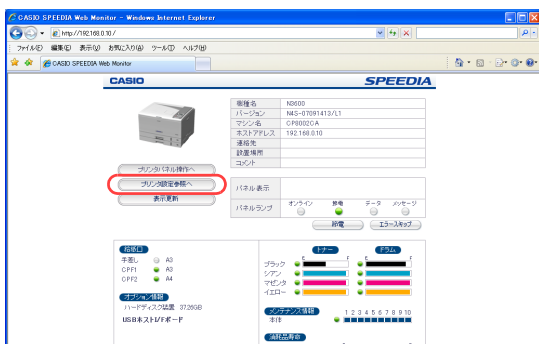 CASIO SPEEDIA Web Monitor - Windows Internet Explorer
http://192.168.0.10/
ファイル(F) 編集(E) 表示(V) お気に入り(A) ツール(T) ヘルプ(H)
CASIO SPEEDIA Web Monitor
CASIO SPEEDIA
機種名 N3600
バージョン N4S-07091413/L1
マシン名 CP8002CA
ホストアドレス 192.168.0.10
連絡先
設置場所
コメント
プリンタパネル操作へ
プリンタ設定参照へ
表示更新
パネル表示
パネルランプ オンライン 節電 データ メッセージ
節電 エラースキップ
給紙口
手差し A3
CPF1 A3
CPF2 A4
オプション情報
ハードディスク装置 37.26GB
USBホストI/Fボード
トナー ドラム
E F E F
ブラック
シアン
マゼンタ
イエロー
メンテナンス情報 1 2 3 4 5 6 7 8 9 10
本体
消耗品寿命